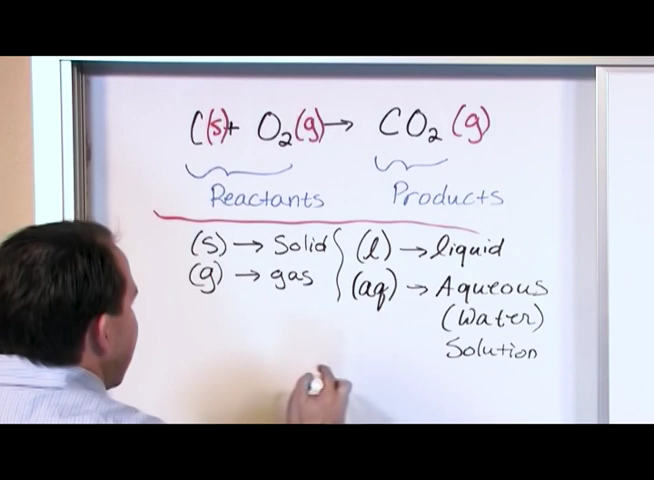 C(s) + O₂(g) → CO₂(g)
Reactants Products
(s) → Solid (l) → liquid
(g) → gas (aq) → Aqueous
(Water)
Solution